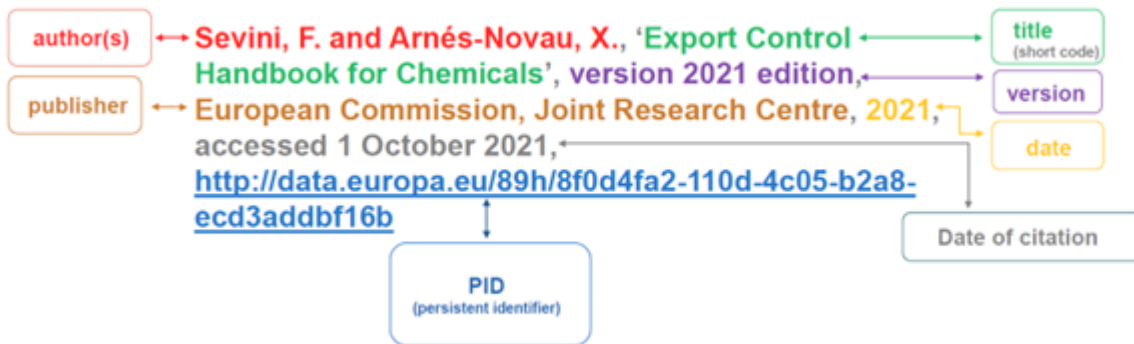 author(s)
Sevini, F. and Arnés-Novau, X., ‘Export Control
title
(short code)
Handbook for Chemicals’, version 2021 edition,
version
publisher
European Commission, Joint Research Centre, 2021,
date
accessed 1 October 2021,
http://data.europa.eu/89h/8f0d4fa2-110d-4c05-b2a8-
ecd3addbf16b
Date of citation
PID
(persistent identifier)